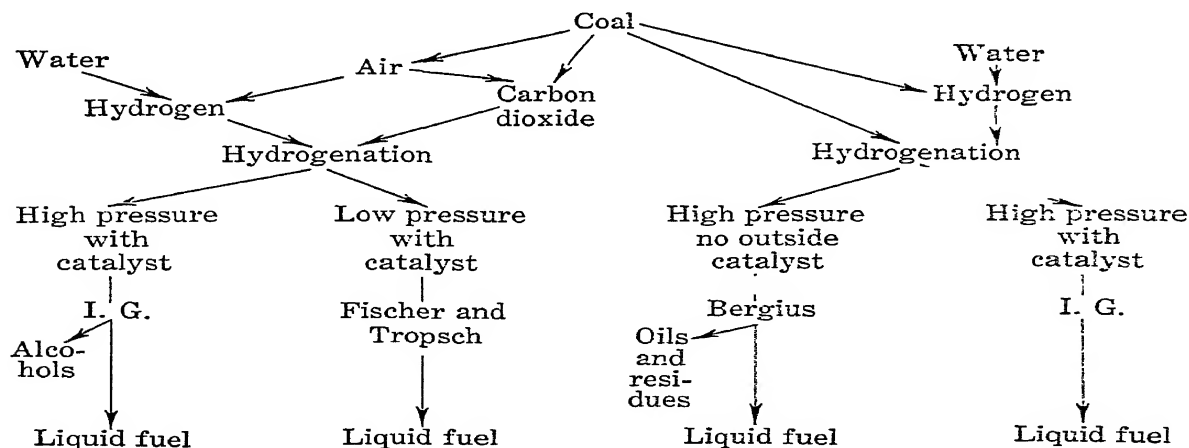 Coal
Water
Air
Water
Hydrogen
Carbon
dioxide
Hydrogen
Hydrogenation
Hydrogenation
High pressure
with
catalyst
Low pressure
with
catalyst
High pressure
no outside
catalyst
High pressure
with
catalyst
I. G.
Fischer and
Tropsch
Bergius
I. G.
Alco-
hols
Oils
and
resi-
dues
Liquid fuel
Liquid fuel
Liquid fuel
Liquid fuel